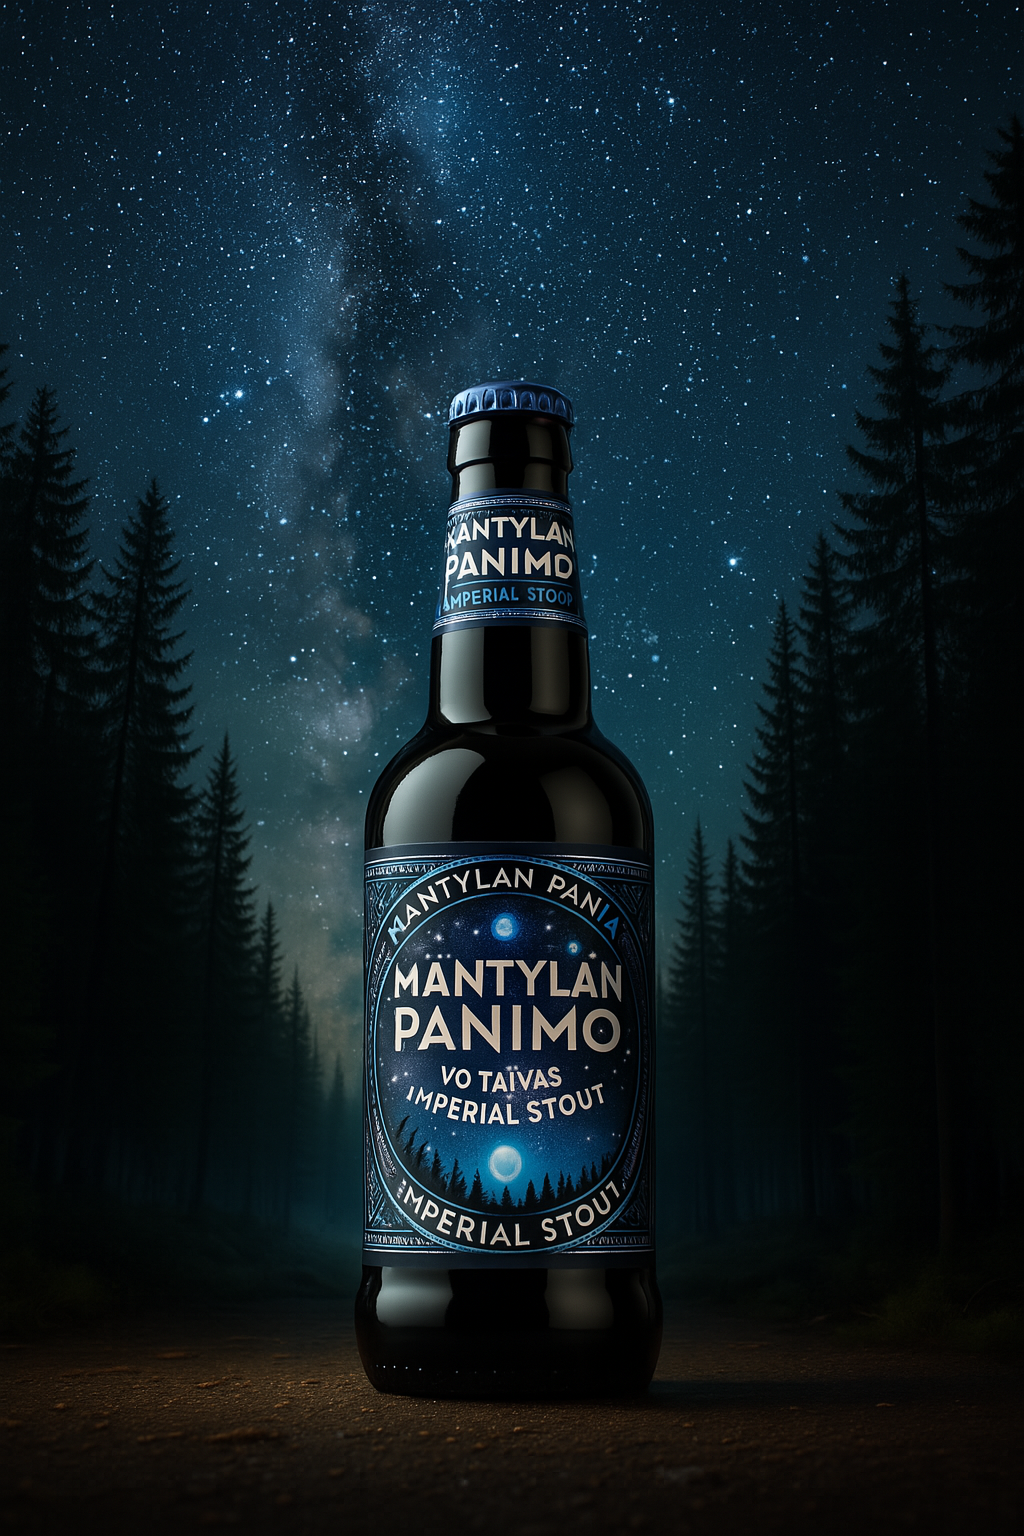 MANTYLAN
PANIMO
IMPERIAL STOOP
MANTYLAN PANIA
MANTYLAN
PANIMO
VO TAIVAS
IMPERIAL STOUT
IMPERIAL STOUT